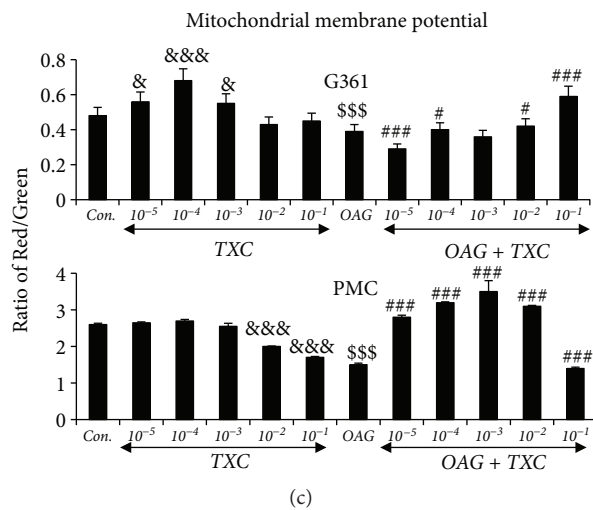 Mitochondrial membrane potential
Ratio of Red/Green
0.8
0.6
0.4
0.2
0
G361
& &&& & $$$ ### # # ###
Con. 10⁻⁵ 10⁻⁴ 10⁻³ 10⁻² 10⁻¹ OAG 10⁻⁵ 10⁻⁴ 10⁻³ 10⁻² 10⁻¹
TXC OAG + TXC
4
3
2
1
0
PMC
&&& &&& $$$ ### ### ### ### ###
Con. 10⁻⁵ 10⁻⁴ 10⁻³ 10⁻² 10⁻¹ OAG 10⁻⁵ 10⁻⁴ 10⁻³ 10⁻² 10⁻¹
TXC OAG + TXC
(c)